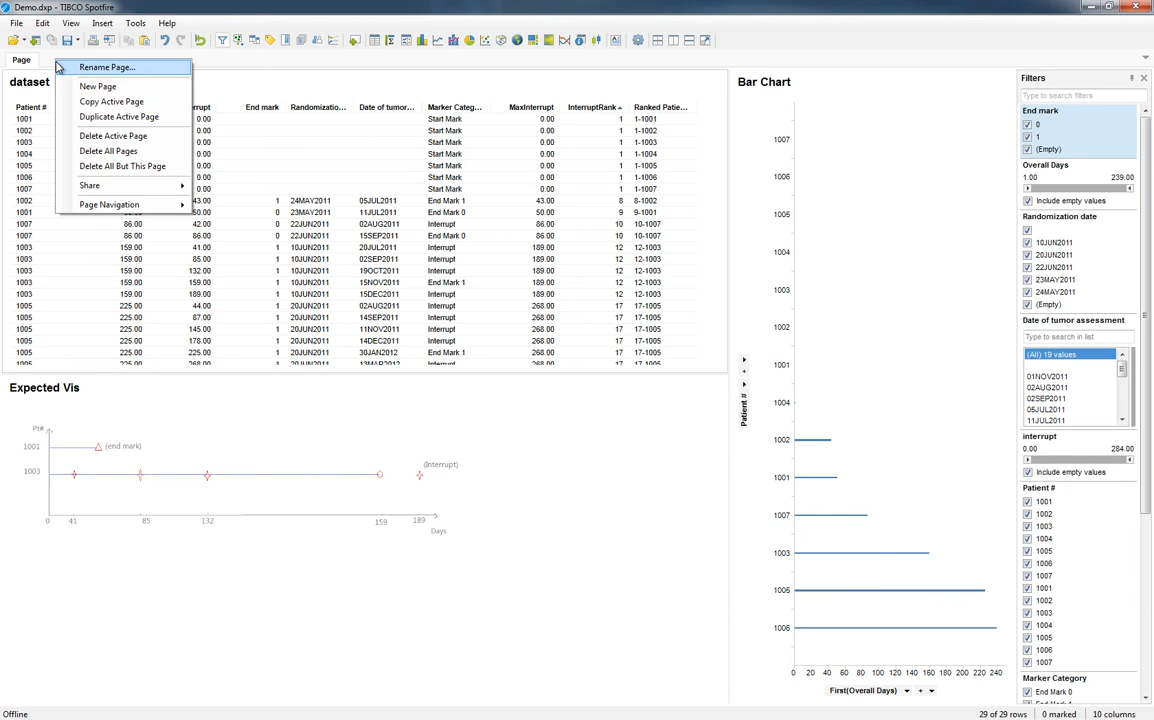 Demo.dxp - TIBCO Spotfire
File Edit View Insert Tools Help
Page
Rename Page...
New Page
Copy Active Page
Duplicate Active Page
Delete Active Page
Delete All Pages
Delete All But This Page
Share
Page Navigation
dataset
Patient # rrupt End mark Randomizatio... Date of tumor... Marker Categ... MaxInterrupt InterruptRank Ranked Patie...
1001 0.00 Start Mark 0.00 1 1-1001
1002 0.00 Start Mark 0.00 1 1-1002
1003 0.00 Start Mark 0.00 1 1-1003
1004 0.00 Start Mark 0.00 1 1-1004
1005 0.00 Start Mark 0.00 1 1-1005
1006 0.00 Start Mark 0.00 1 1-1006
1007 0.00 Start Mark 0.00 1 1-1007
1002 43.00 1 24MAY2011 05JUL2011 End Mark 1 43.00 8 8-1002
1001 50.00 0 23MAY2011 11JUL2011 End Mark 0 50.00 9 9-1001
1007 86.00 42.00 0 22JUN2011 02AUG2011 Interrupt 86.00 10 10-1007
1007 86.00 86.00 0 22JUN2011 15SEP2011 End Mark 0 86.00 10 10-1007
1003 159.00 41.00 1 10JUN2011 20JUL2011 Interrupt 189.00 12 12-1003
1003 159.00 85.00 1 10JUN2011 02SEP2011 Interrupt 189.00 12 12-1003
1003 159.00 132.00 1 10JUN2011 19OCT2011 Interrupt 189.00 12 12-1003
1003 159.00 159.00 1 10JUN2011 15NOV2011 End Mark 1 189.00 12 12-1003
1003 159.00 189.00 1 10JUN2011 15DEC2011 Interrupt 189.00 12 12-1003
1005 225.00 44.00 1 20JUN2011 02AUG2011 Interrupt 268.00 17 17-1005
1005 225.00 87.00 1 20JUN2011 14SEP2011 Interrupt 268.00 17 17-1005
1005 225.00 145.00 1 20JUN2011 11NOV2011 Interrupt 268.00 17 17-1005
1005 225.00 178.00 1 20JUN2011 14DEC2011 Interrupt 268.00 17 17-1005
1005 225.00 225.00 1 20JUN2011 30JAN2012 End Mark 1 268.00 17 17-1005
1005 225.00 268.00 1 20JUN2011 13MAR2012 Interrupt 268.00 17 17-1005
Expected Vis
Pt#
1001 (end mark)
1003 (Interrupt)
0 41 85 132 159 189
Days
Bar Chart
1007
1006
1005
1004
1003
1002
1001
1004
1002
1001
1007
1003
1005
1006
Patient #
0 20 40 60 80 100 120 140 160 180 200 220 240
First(Overall Days)
Filters
Type to search filters
End mark
0
1
(Empty)
Overall Days
1.00 239.00
Include empty values
Randomization date
10JUN2011
20JUN2011
22JUN2011
23MAY2011
24MAY2011
(Empty)
Date of tumor assessment
Type to search in list
(All) 19 values
01NOV2011
02AUG2011
02SEP2011
05JUL2011
11JUL2011
interrupt
0.00 284.00
Include empty values
Patient #
1001
1002
1003
1004
1005
1006
1007
1001
1002
1003
1004
1005
1006
1007
Marker Category
End Mark 0
End Mark 1
Offline 29 of 29 rows 0 marked 10 columns